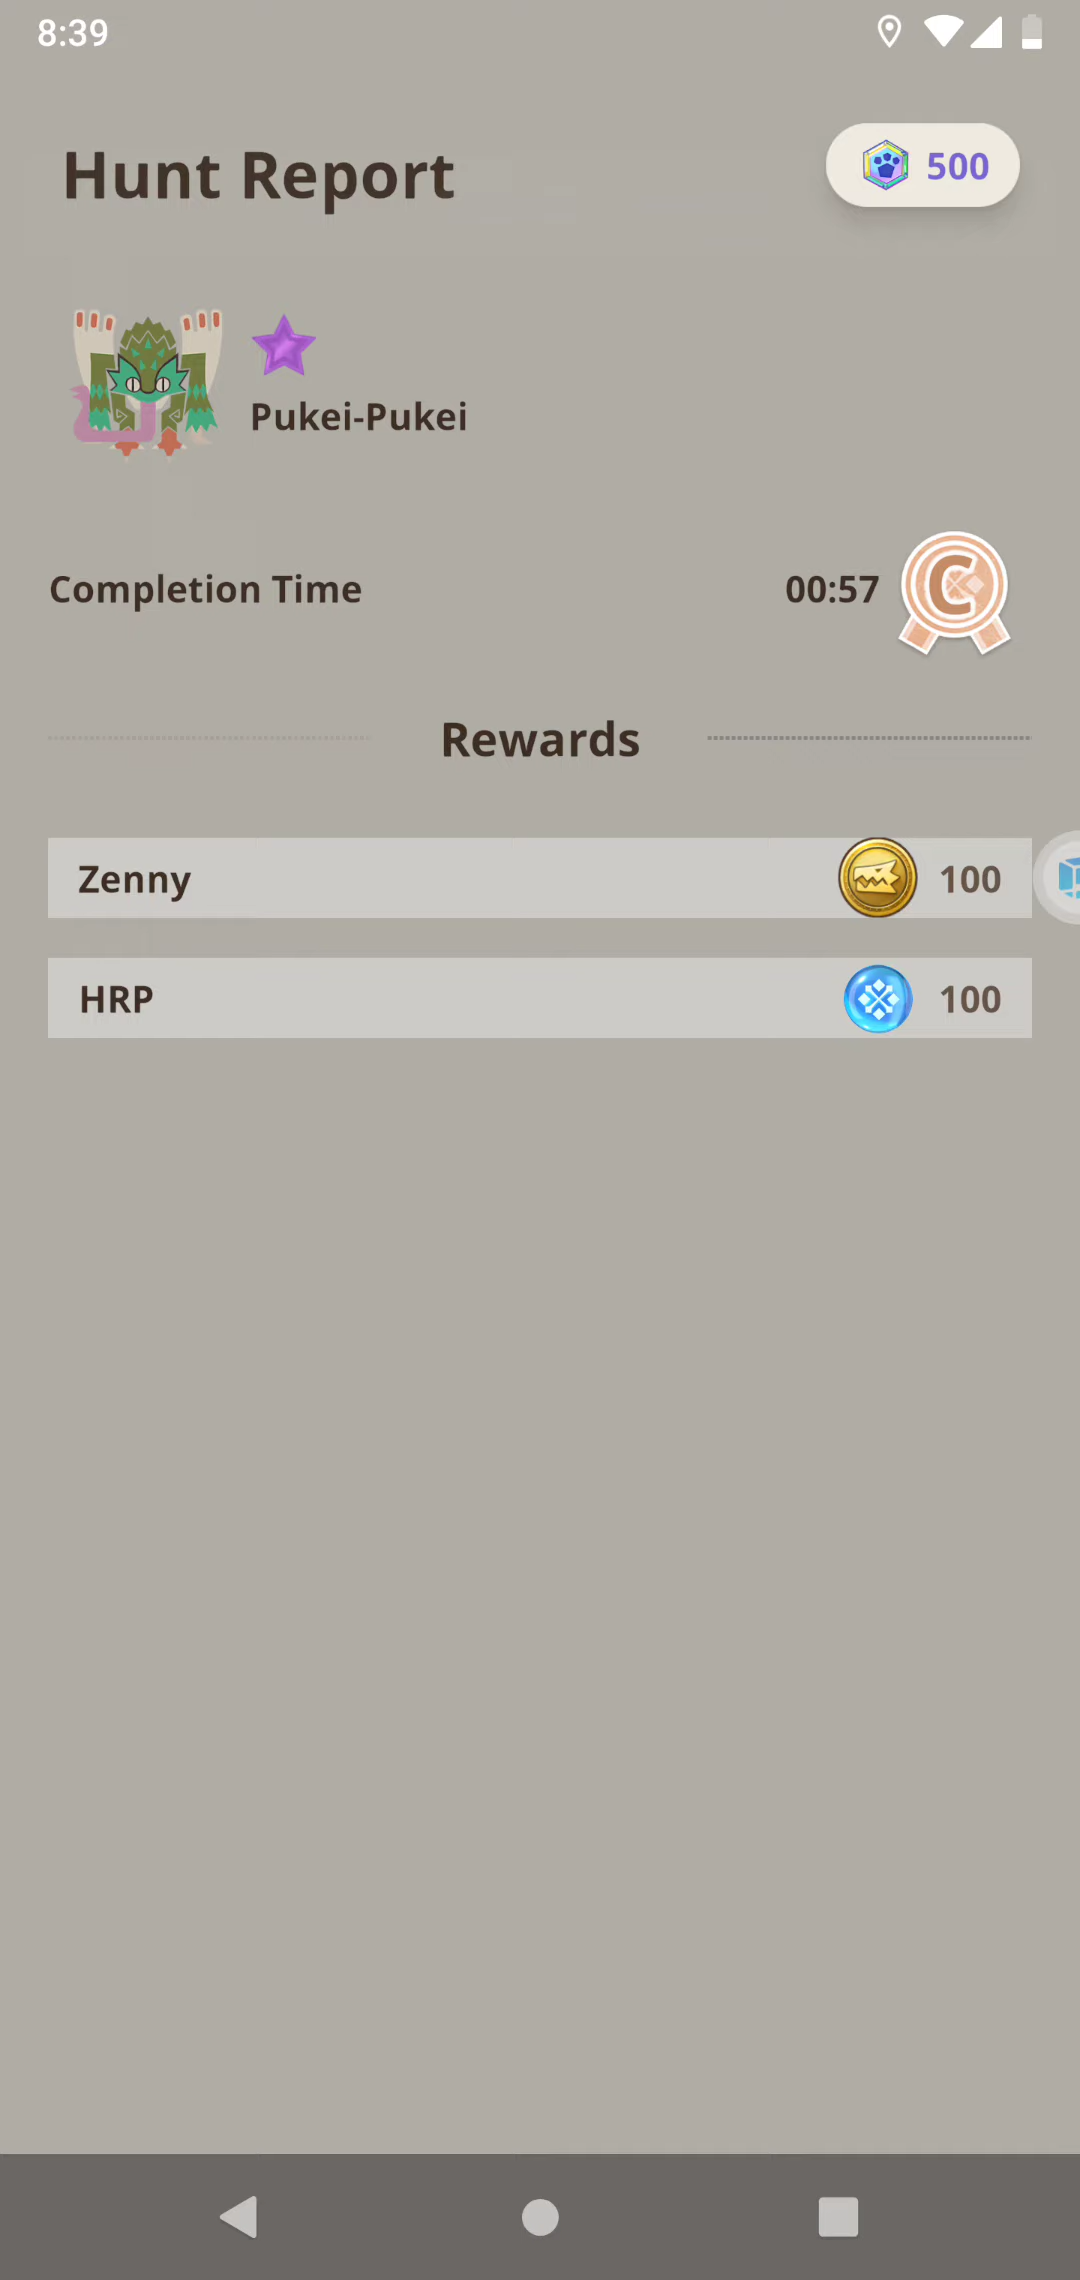 8:39
Hunt Report
500
Pukei-Pukei
Completion Time 00:57 C
Rewards
Zenny 100
HRP 100